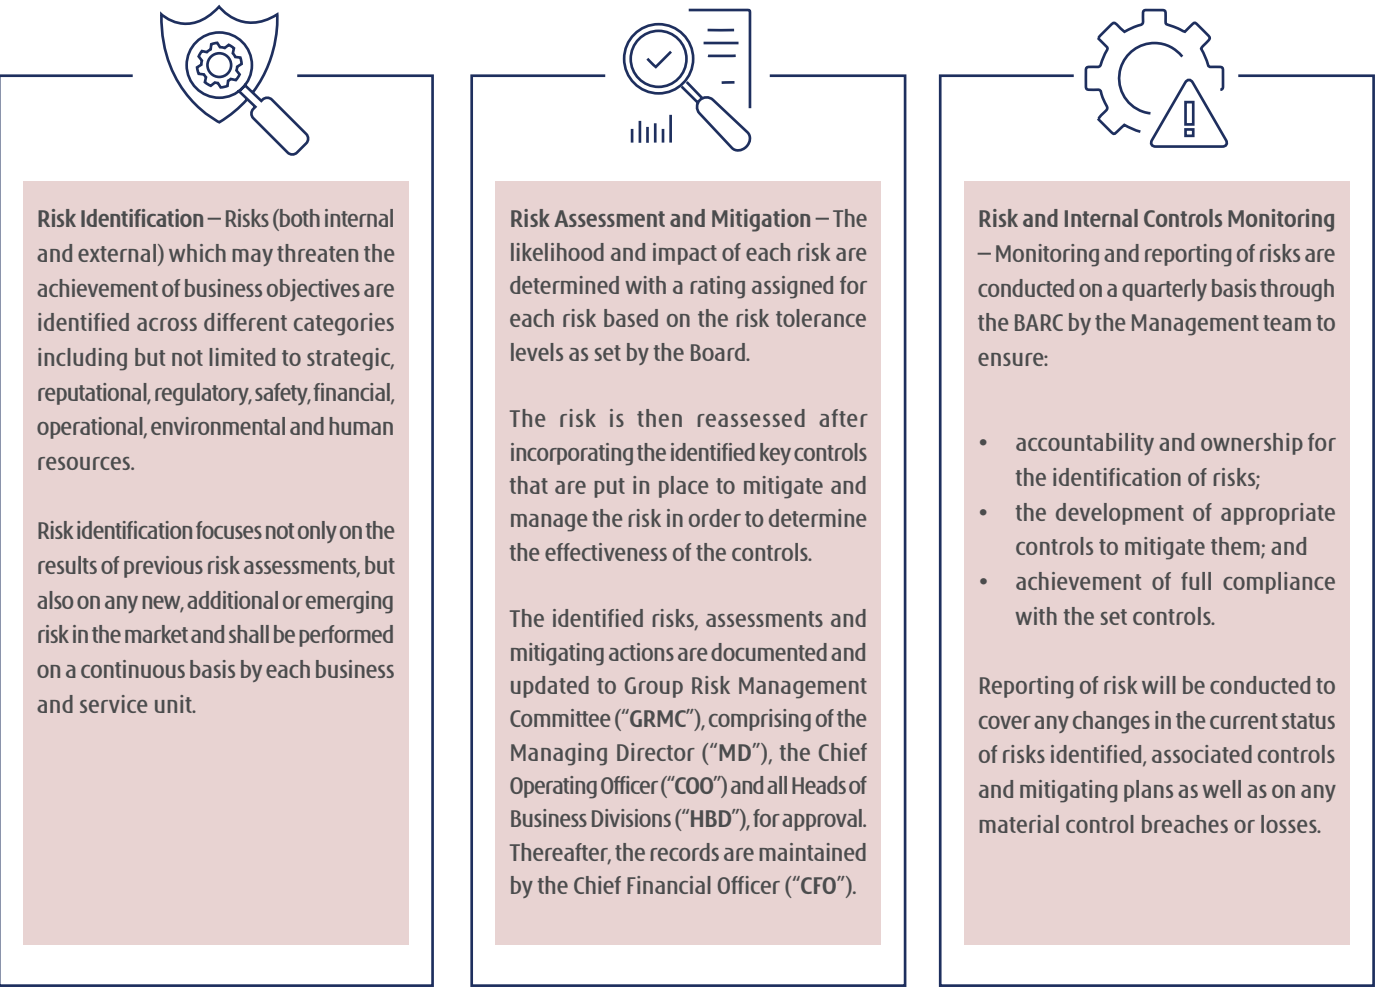 Risk Identification – Risks (both internal
and external) which may threaten the
achievement of business objectives are
identified across different categories
including but not limited to strategic,
reputational, regulatory, safety, financial,
operational, environmental and human
resources.
Risk identification focuses not only on the
results of previous risk assessments, but
also on any new, additional or emerging
risk in the market and shall be performed
on a continuous basis by each business
and service unit.
Risk Assessment and Mitigation – The
likelihood and impact of each risk are
determined with a rating assigned for
each risk based on the risk tolerance
levels as set by the Board.
The risk is then reassessed after
incorporating the identified key controls
that are put in place to mitigate and
manage the risk in order to determine
the effectiveness of the controls.
The identified risks, assessments and
mitigating actions are documented and
updated to Group Risk Management
Committee (“GRMC”), comprising of the
Managing Director (“MD”), the Chief
Operating Officer (“COO”) and all Heads of
Business Divisions (“HBD”), for approval.
Thereafter, the records are maintained
by the Chief Financial Officer (“CFO”).
Risk and Internal Controls Monitoring
– Monitoring and reporting of risks are
conducted on a quarterly basis through
the BARC by the Management team to
ensure:
• accountability and ownership for
the identification of risks;
• the development of appropriate
controls to mitigate them; and
• achievement of full compliance
with the set controls.
Reporting of risk will be conducted to
cover any changes in the current status
of risks identified, associated controls
and mitigating plans as well as on any
material control breaches or losses.